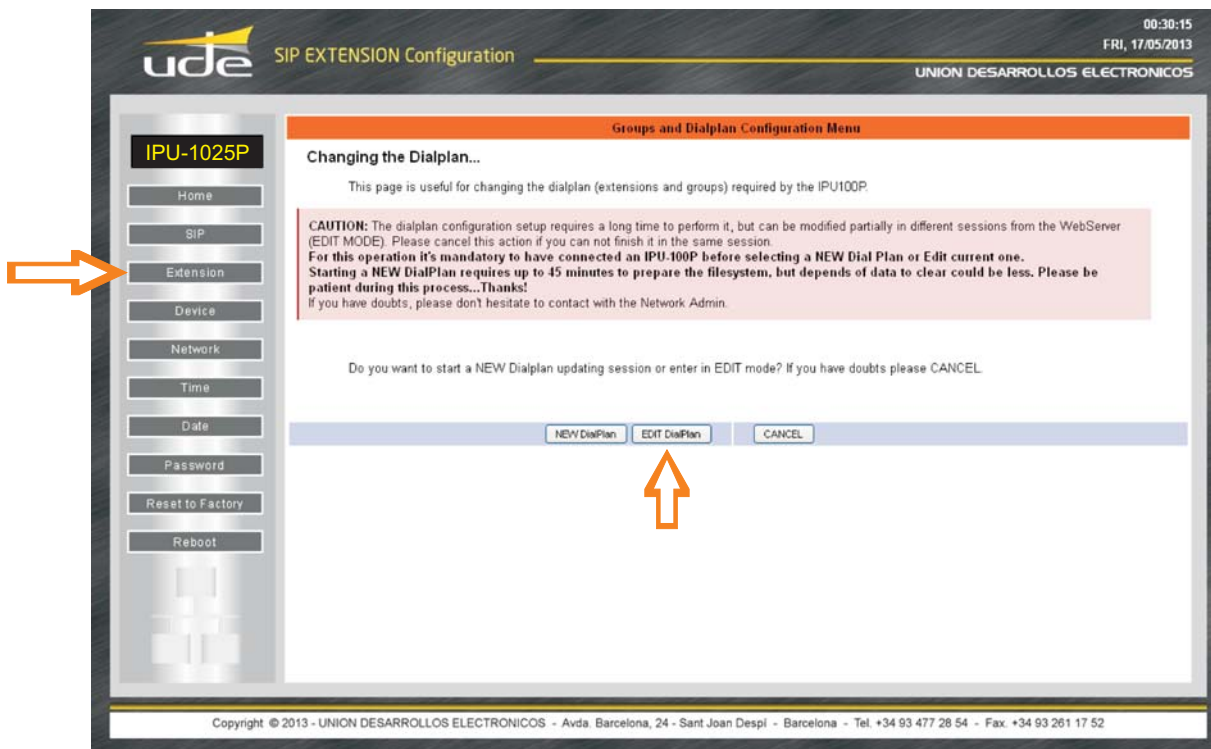 00:30:15
FRI, 17/05/2013
ude
SIP EXTENSION Configuration
UNION DESARROLLOS ELECTRONICOS
IPU-1025P
Home
SIP
Extension
Device
Network
Time
Date
Password
Reset to Factory
Reboot
Groups and Dialplan Configuration Menu
Changing the Dialplan...
This page is useful for changing the dialplan (extensions and groups) required by the IPU100P.
CAUTION: The dialplan configuration setup requires a long time to perform it, but can be modified partially in different sessions from the WebServer
(EDIT MODE). Please cancel this action if you can not finish it in the same session.
For this operation it's mandatory to have connected an IPU-100P before selecting a NEW Dial Plan or Edit current one.
Starting a NEW DialPlan requires up to 45 minutes to prepare the filesystem, but depends of data to clear could be less. Please be
patient during this process...Thanks!
If you have doubts, please don't hesitate to contact with the Network Admin.
Do you want to start a NEW Dialplan updating session or enter in EDIT mode? If you have doubts please CANCEL.
NEW DialPlan EDIT DialPlan CANCEL
Copyright © 2013 - UNION DESARROLLOS ELECTRONICOS - Avda. Barcelona, 24 - Sant Joan Despí - Barcelona - Tel. +34 93 477 28 54 - Fax. +34 93 261 17 52